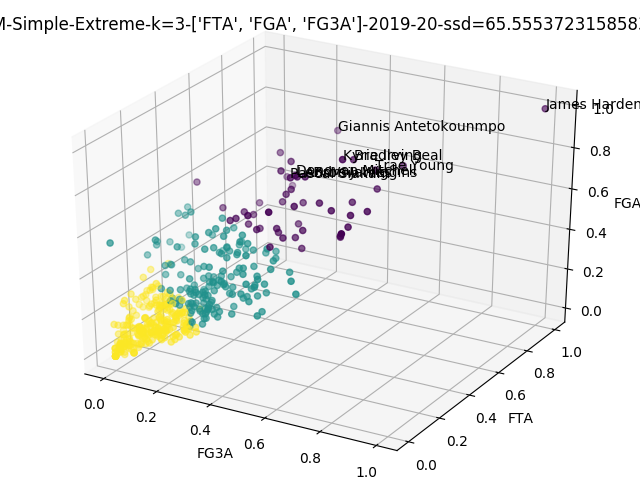 M-Simple-Extreme-k=3-['FTA', 'FGA', 'FG3A']-2019-20-ssd=65.5553723158583
James Harden
1.0
Giannis Antetokounmpo
Kyrie Irving
Bradley Beal
0.8
Trae Young
0.6
FGA
0.4
0.2
0.0
1.0
0.8
0.6
0.4
FTA
0.2
0.0
0.0
0.2
0.4
0.6
0.8
1.0
FG3A